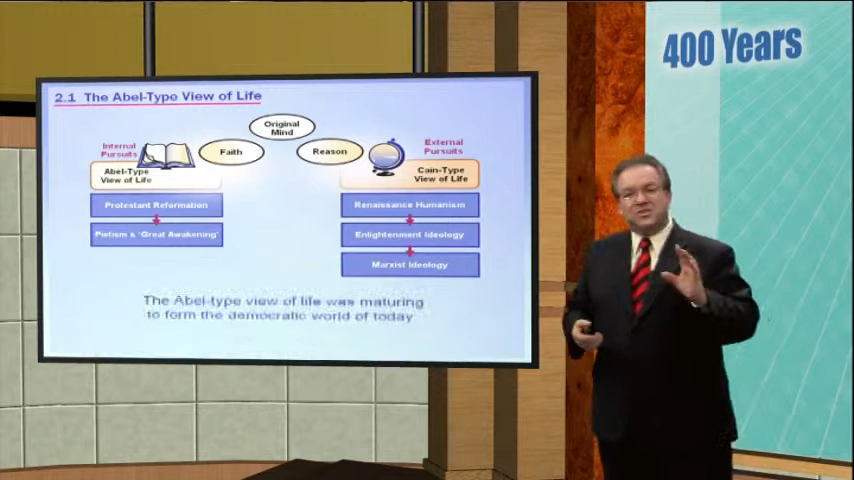 400 Years
2.1 The Abel-Type View of Life
Original
Mind
Internal
Pursuits
Faith
Reason
External
Pursuits
Abel-Type
View of Life
Cain-Type
View of Life
Protestant Reformation
Renaissance Humanism
Pietism & 'Great Awakening'
Enlightenment Ideology
Marxist Ideology
The Abel-type view of life was maturing
to form the democratic world of today